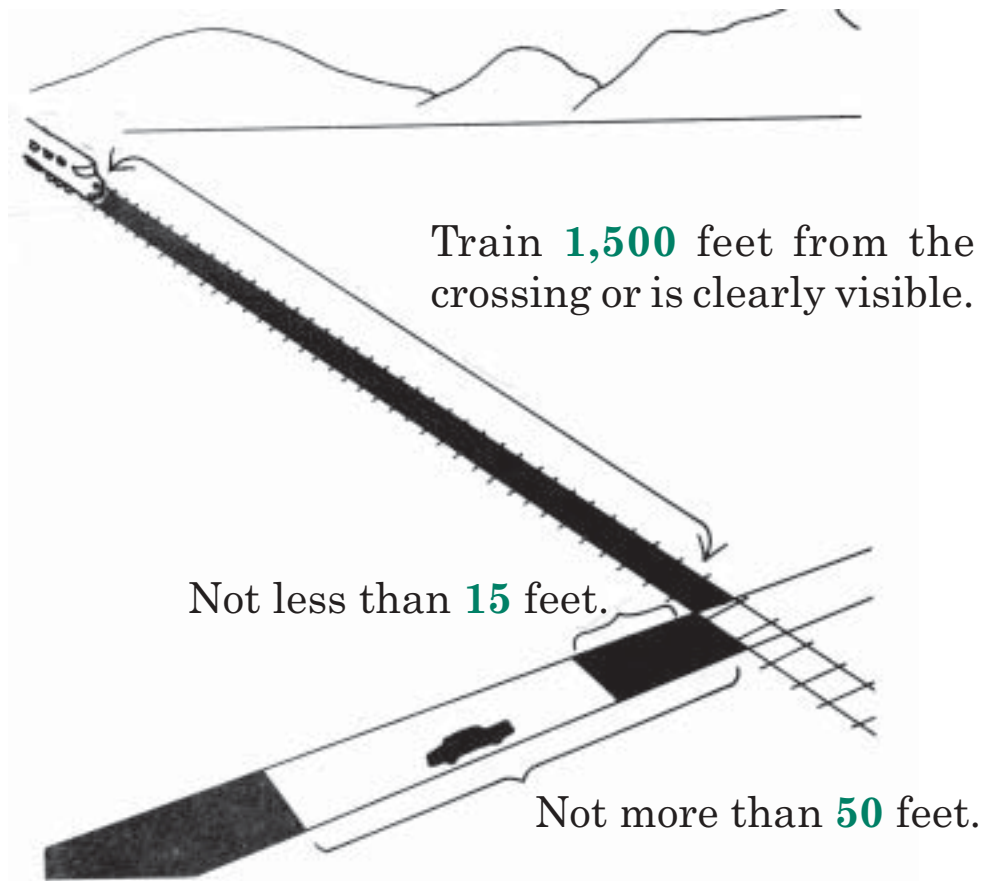 Train 1,500 feet from the
crossing or is clearly visible.
Not less than 15 feet.
Not more than 50 feet.